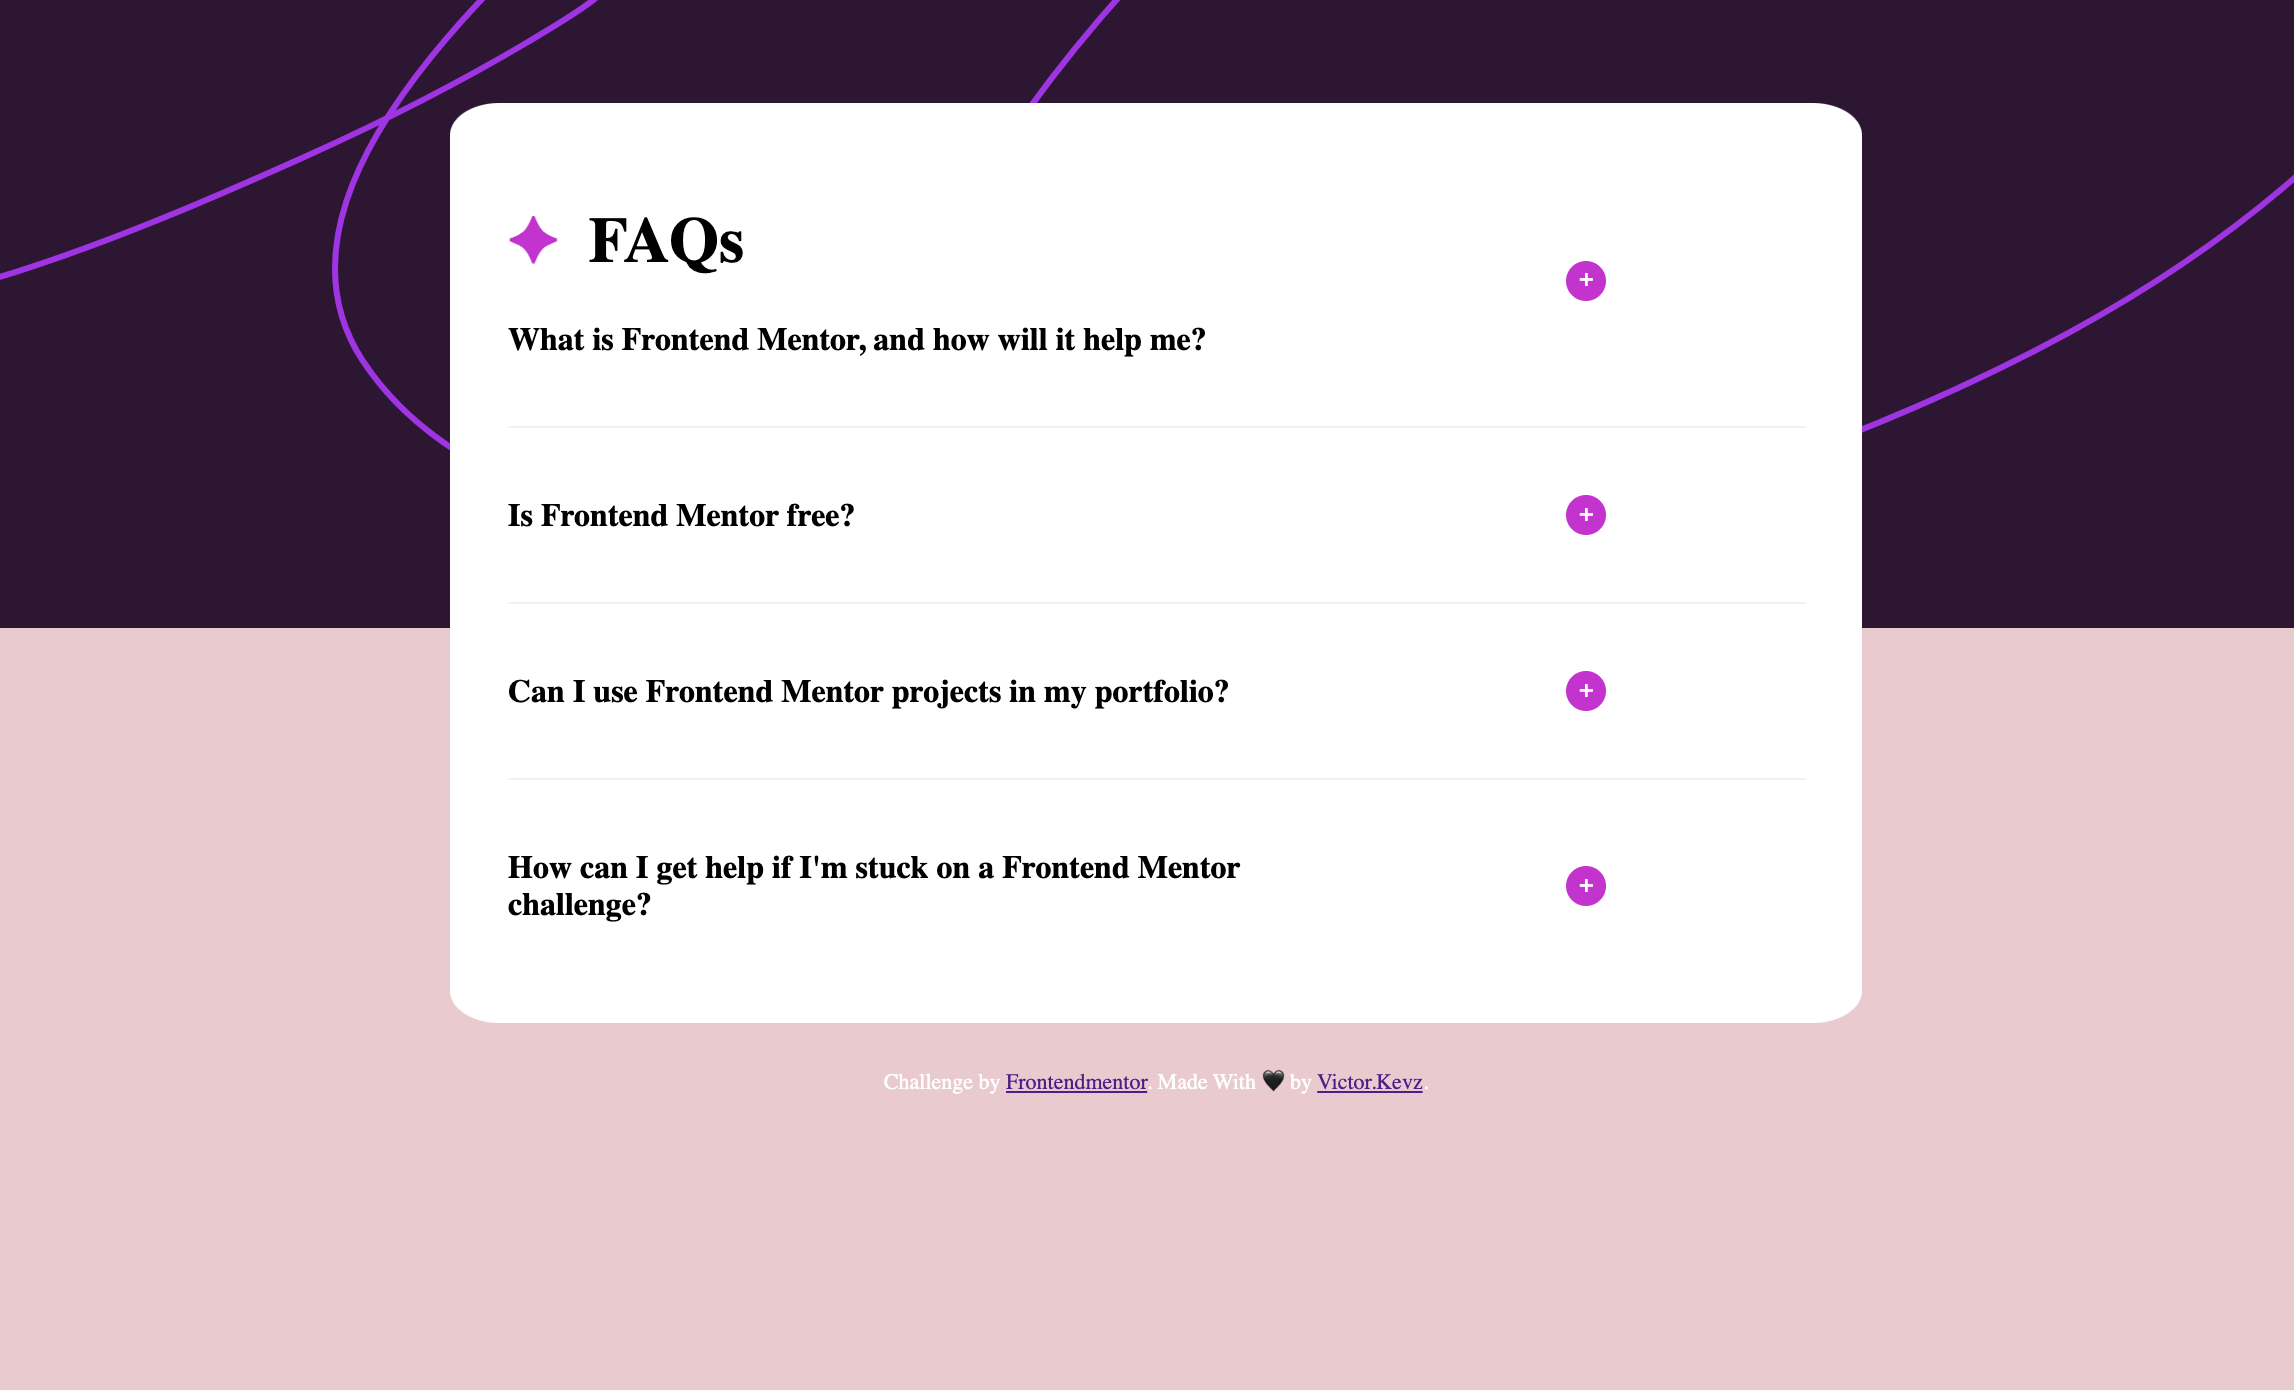 FAQs
+
What is Frontend Mentor, and how will it help me?
Is Frontend Mentor free?
+
Can I use Frontend Mentor projects in my portfolio?
+
How can I get help if I'm stuck on a Frontend Mentor
challenge?
+
Challenge by Frontendmentor. Made With 🖤 by Victor.Kevz.